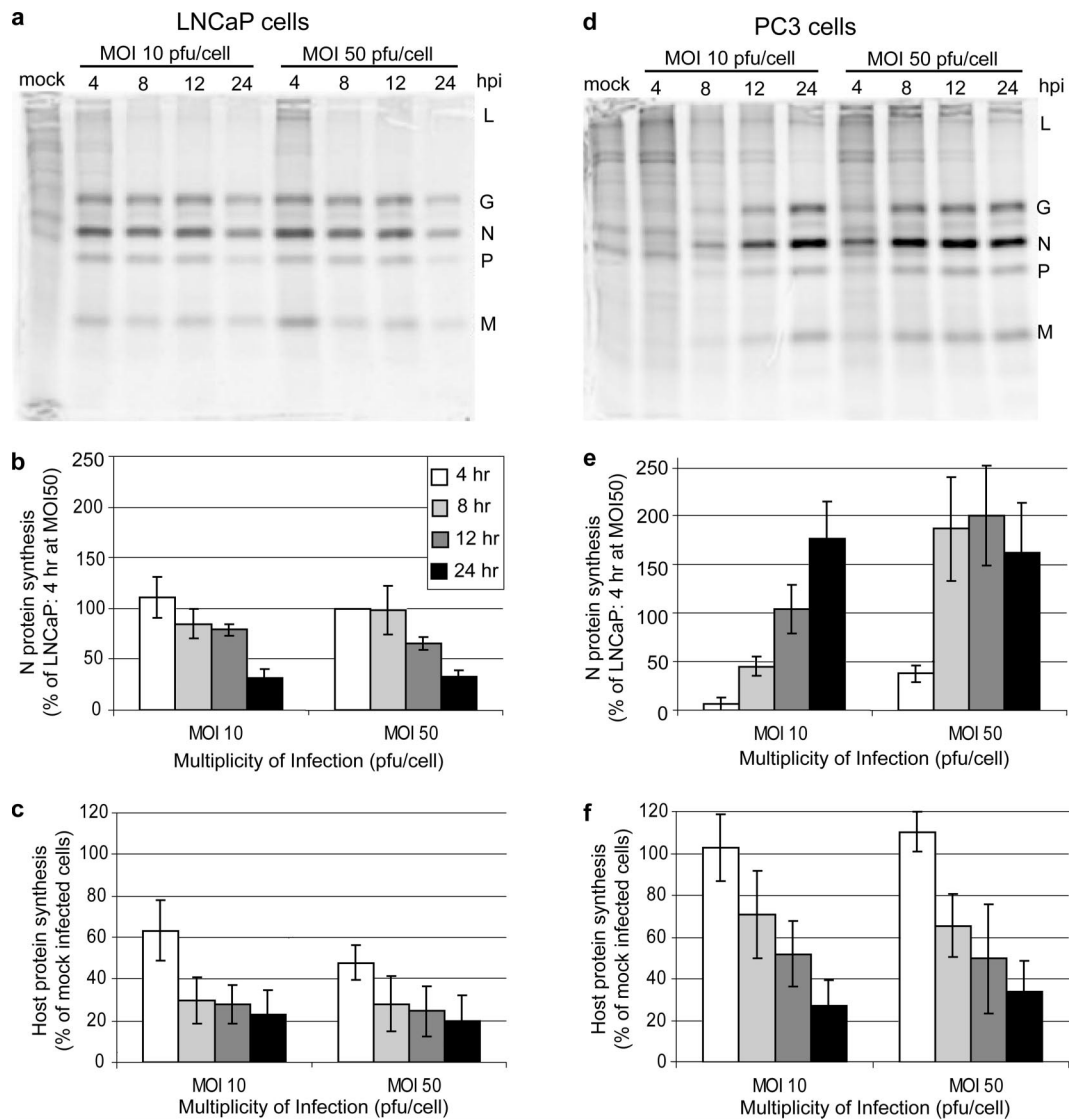 a
LNCaP cells
MOI 10 pfu/cell
MOI 50 pfu/cell
mock 4 8 12 24 4 8 12 24 hpi
L
G
N
P
M
d
PC3 cells
MOI 10 pfu/cell
MOI 50 pfu/cell
mock 4 8 12 24 4 8 12 24 hpi
L
G
N
P
M
b
N protein synthesis
(% of LNCaP: 4 hr at MOI50)
250
200
150
100
50
0
4 hr
8 hr
12 hr
24 hr
MOI 10
MOI 50
Multiplicity of Infection (pfu/cell)
e
N protein synthesis
(% of LNCaP: 4 hr at MOI50)
250
200
150
100
50
0
MOI 10
MOI 50
Multiplicity of Infection (pfu/cell)
c
Host protein synthesis
(% of mock infected cells)
120
100
80
60
40
20
0
MOI 10
MOI 50
Multiplicity of Infection (pfu/cell)
f
Host protein synthesis
(% of mock infected cells)
120
100
80
60
40
20
0
MOI 10
MOI 50
Multiplicity of Infection (pfu/cell)